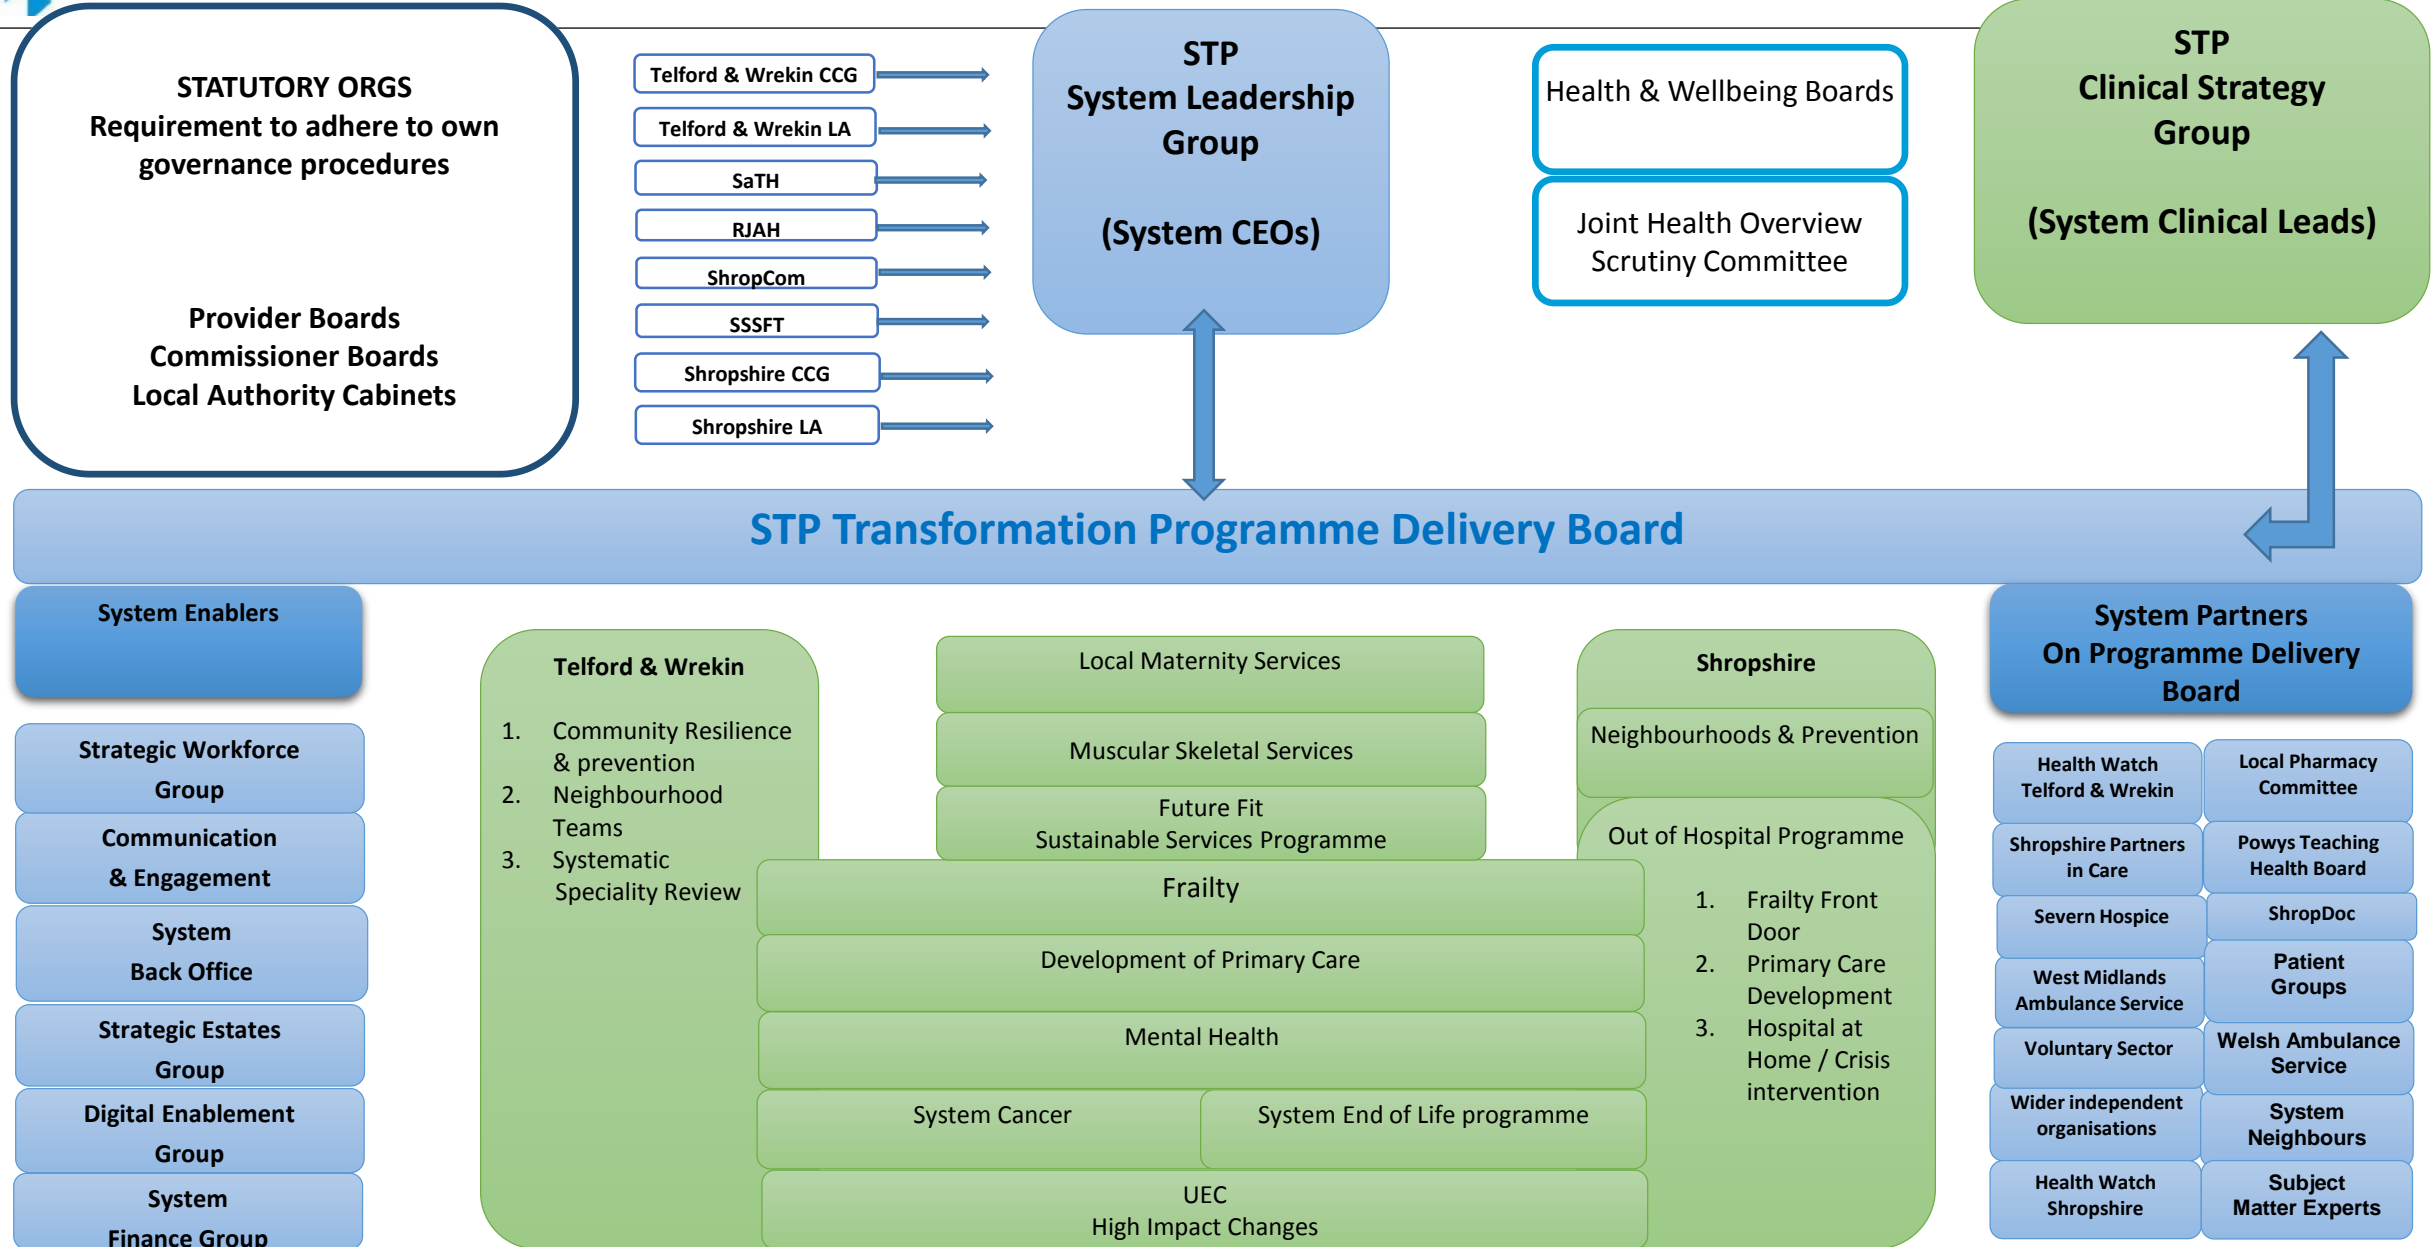 STATUTORY ORGS
Requirement to adhere to own
governance procedures
Provider Boards
Commissioner Boards
Local Authority Cabinets
Telford & Wrekin CCG
Telford & Wrekin LA
SaTH
RJAH
ShropCom
SSSFT
Shropshire CCG
Shropshire LA
STP
System Leadership
Group
(System CEOs)
Health & Wellbeing Boards
Joint Health Overview
Scrutiny Committee
STP
Clinical Strategy
Group
(System Clinical Leads)
STP Transformation Programme Delivery Board
System Enablers
Strategic Workforce
Group
Communication
& Engagement
System
Back Office
Strategic Estates
Group
Digital Enablement
Group
System
Finance Group
Telford & Wrekin
1. Community Resilience
& prevention
2. Neighbourhood
Teams
3. Systematic
Speciality Review
Local Maternity Services
Muscular Skeletal Services
Future Fit
Sustainable Services Programme
Frailty
Development of Primary Care
Mental Health
System Cancer
System End of Life programme
UEC
High Impact Changes
Shropshire
Neighbourhoods & Prevention
Out of Hospital Programme
1. Frailty Front
Door
2. Primary Care
Development
3. Hospital at
Home / Crisis
intervention
System Partners
On Programme Delivery
Board
Health Watch
Telford & Wrekin
Shropshire Partners
in Care
Severn Hospice
West Midlands
Ambulance Service
Voluntary Sector
Wider independent
organisations
Health Watch
Shropshire
Local Pharmacy
Committee
Powys Teaching
Health Board
ShropDoc
Patient
Groups
Welsh Ambulance
Service
System
Neighbours
Subject
Matter Experts